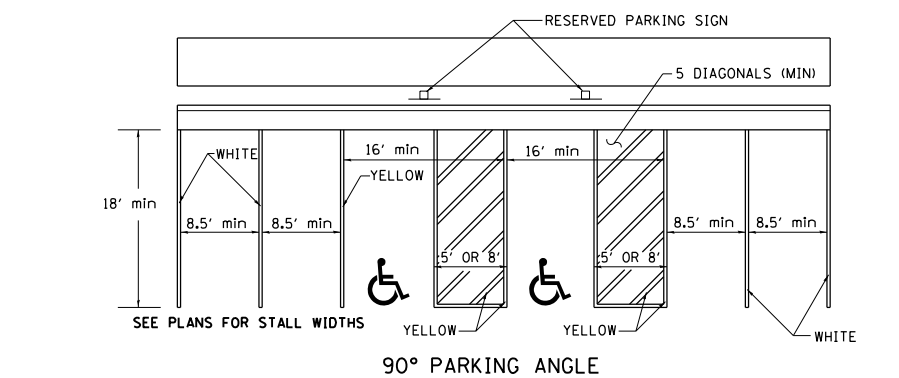 RESERVED PARKING SIGN
5 DIAGONALS (MIN)
16' min
16' min
WHITE
YELLOW
18' min
8.5' min
8.5' min
8.5' min
8.5' min
5' OR 8'
5' OR 8'
SEE PLANS FOR STALL WIDTHS
YELLOW
YELLOW
WHITE
90° PARKING ANGLE